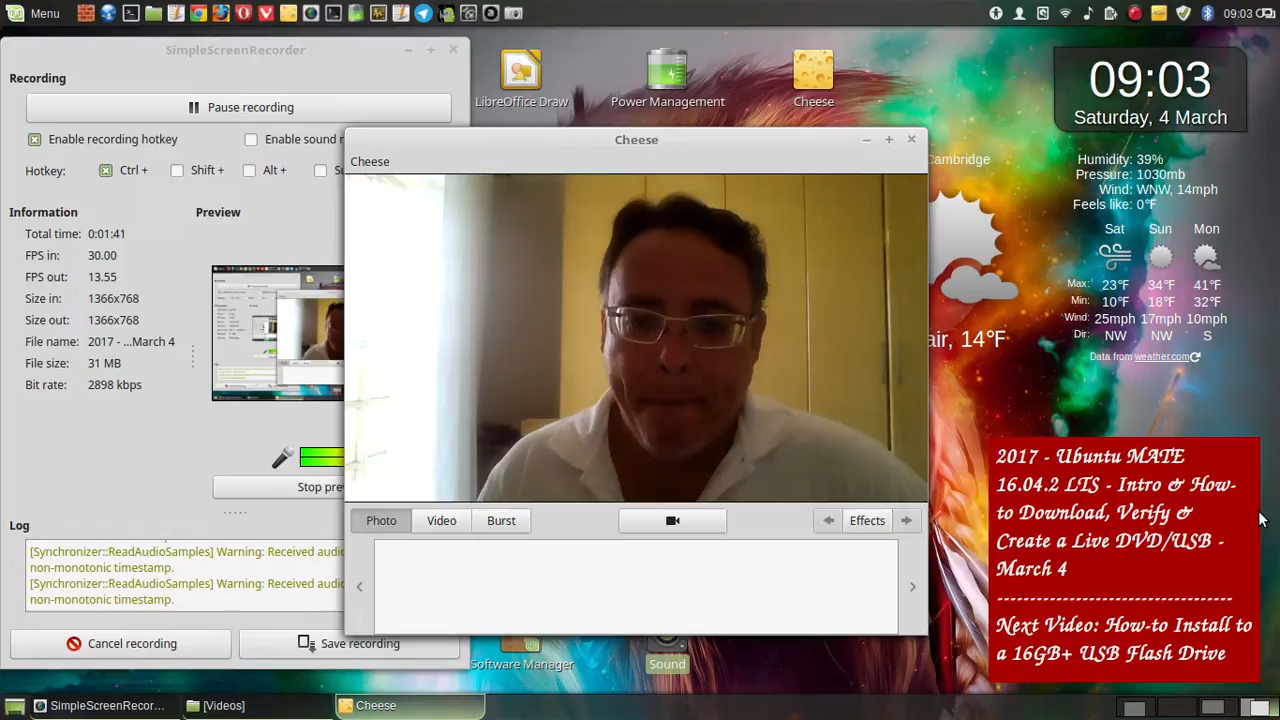 Menu
09:03
SimpleScreenRecorder
Recording
Pause recording
Enable recording hotkey
Enable sound
Hotkey:
Ctrl +
Shift +
Alt +
Information
Preview
Total time:
0:01:41
FPS in:
30.00
FPS out:
13.55
Size in:
1366x768
Size out:
1366x768
File name:
2017 - ...March 4
File size:
31 MB
Bit rate:
2898 kbps
Stop
Log
[Synchronizer::ReadAudioSamples] Warning: Received
non-monotonic timestamp.
[Synchronizer::ReadAudioSamples] Warning: Received
non-monotonic timestamp.
Cancel recording
Save recording
LibreOffice Draw
Power Management
Cheese
Cheese
Cheese
Photo
Video
Burst
Effects
Software Manager
Sound
09:03
Saturday, 4 March
Cambridge
Humidity: 39%
Pressure: 1030mb
Wind: WNW, 14mph
Feels like: 0°F
Sat Sun Mon
Max: 23°F 34°F 41°F
Min: 10°F 18°F 32°F
Wind: 25mph 17mph 10mph
Dir: NW NW S
14°F
Data from weather.com
2017 - Ubuntu MATE
16.04.2 LTS - Intro & How-
to Download, Verify &
Create a Live DVD/USB -
March 4
----------------------------------
Next Video: How-to Install to
a 16GB+ USB Flash Drive
SimpleScreenRecor...
[Videos]
Cheese